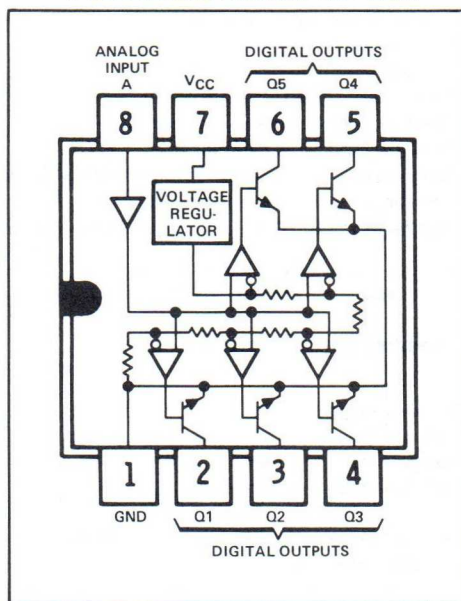 ANALOG
INPUT
A
VCC
DIGITAL OUTPUTS
Q5 Q4
8 7 6 5
VOLTAGE
REGU-
LATOR
1 2 3 4
GND Q1 Q2 Q3
DIGITAL OUTPUTS